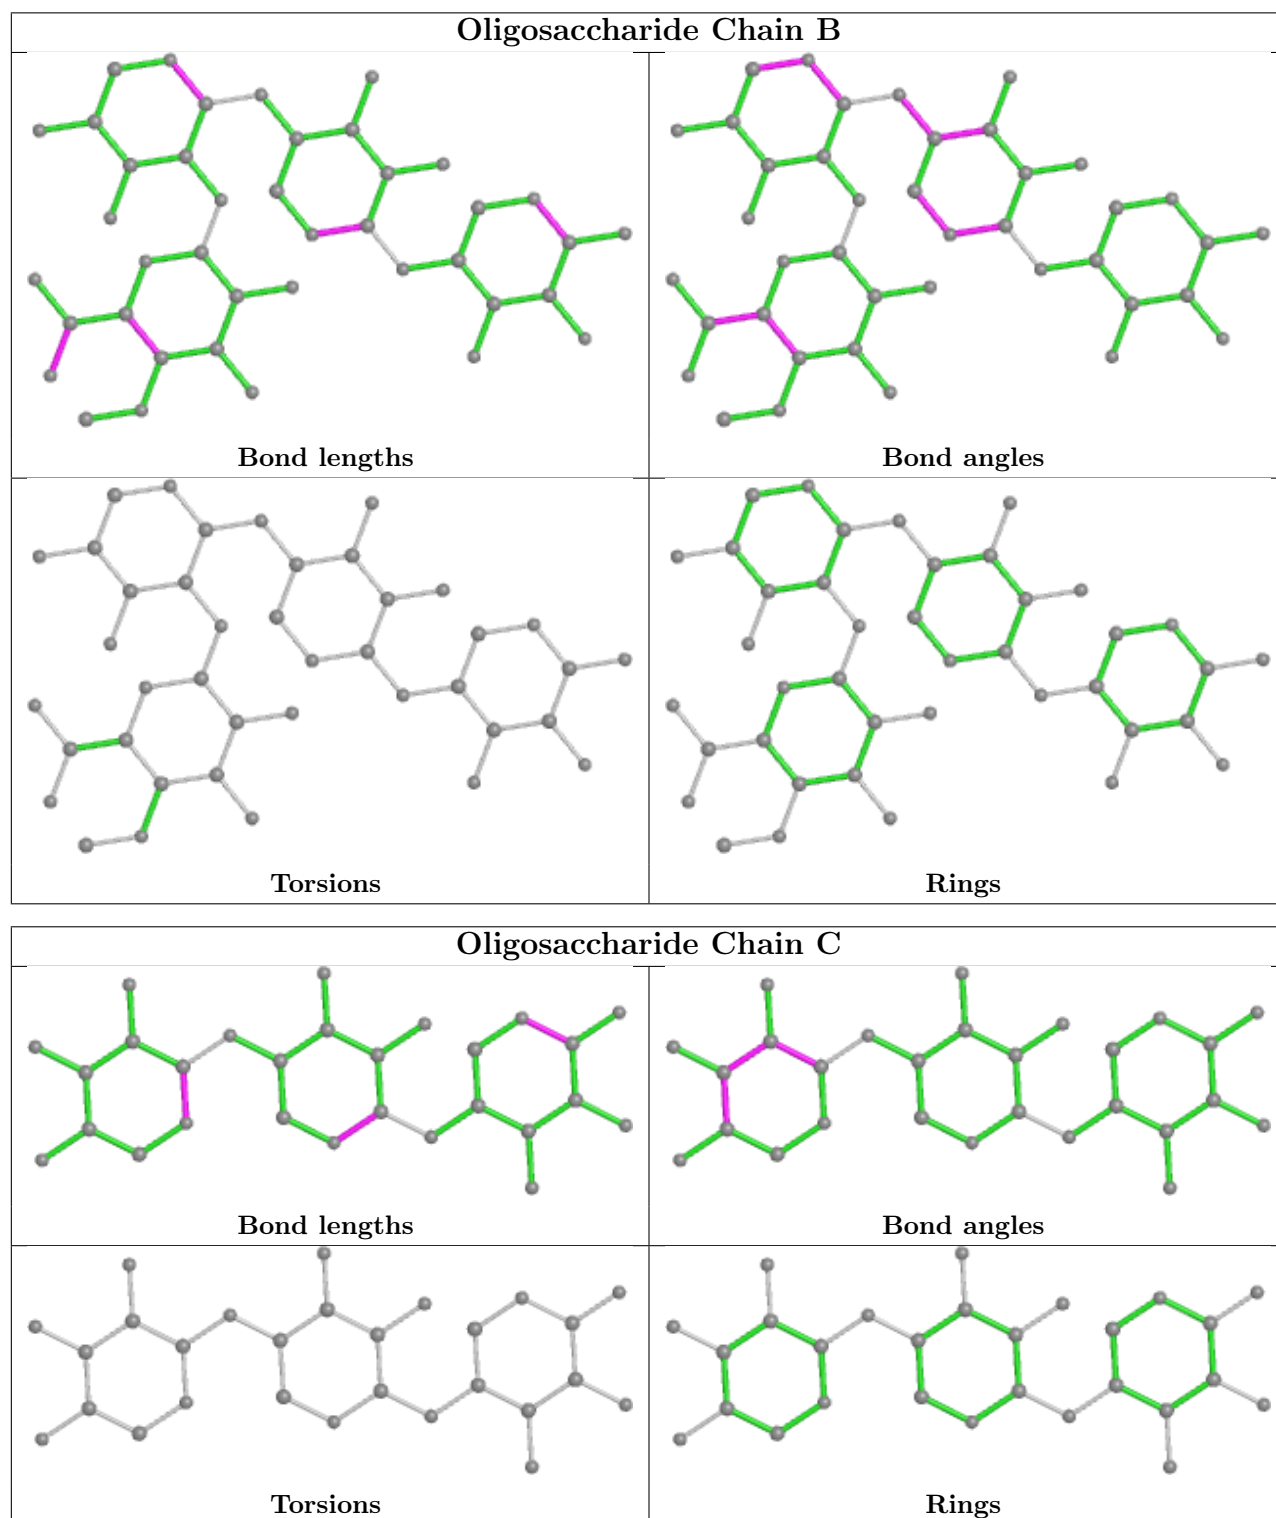 Oligosaccharide Chain B
Bond lengths
Bond angles
Torsions
Rings
Oligosaccharide Chain C
Bond lengths
Bond angles
Torsions
Rings